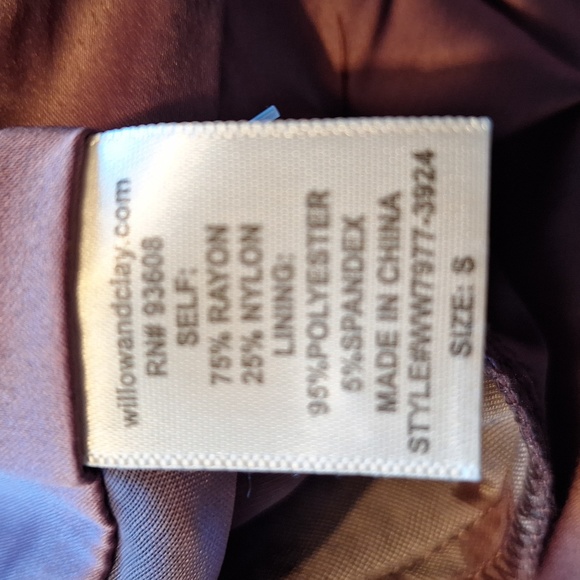 willowandclay.com
RN# 93608
SELF:
75% RAYON
25% NYLON
LINING:
95%POLYESTER
5%SPANDEX
MADE IN CHINA
STYLE#WW7977-3924
SIZE: S